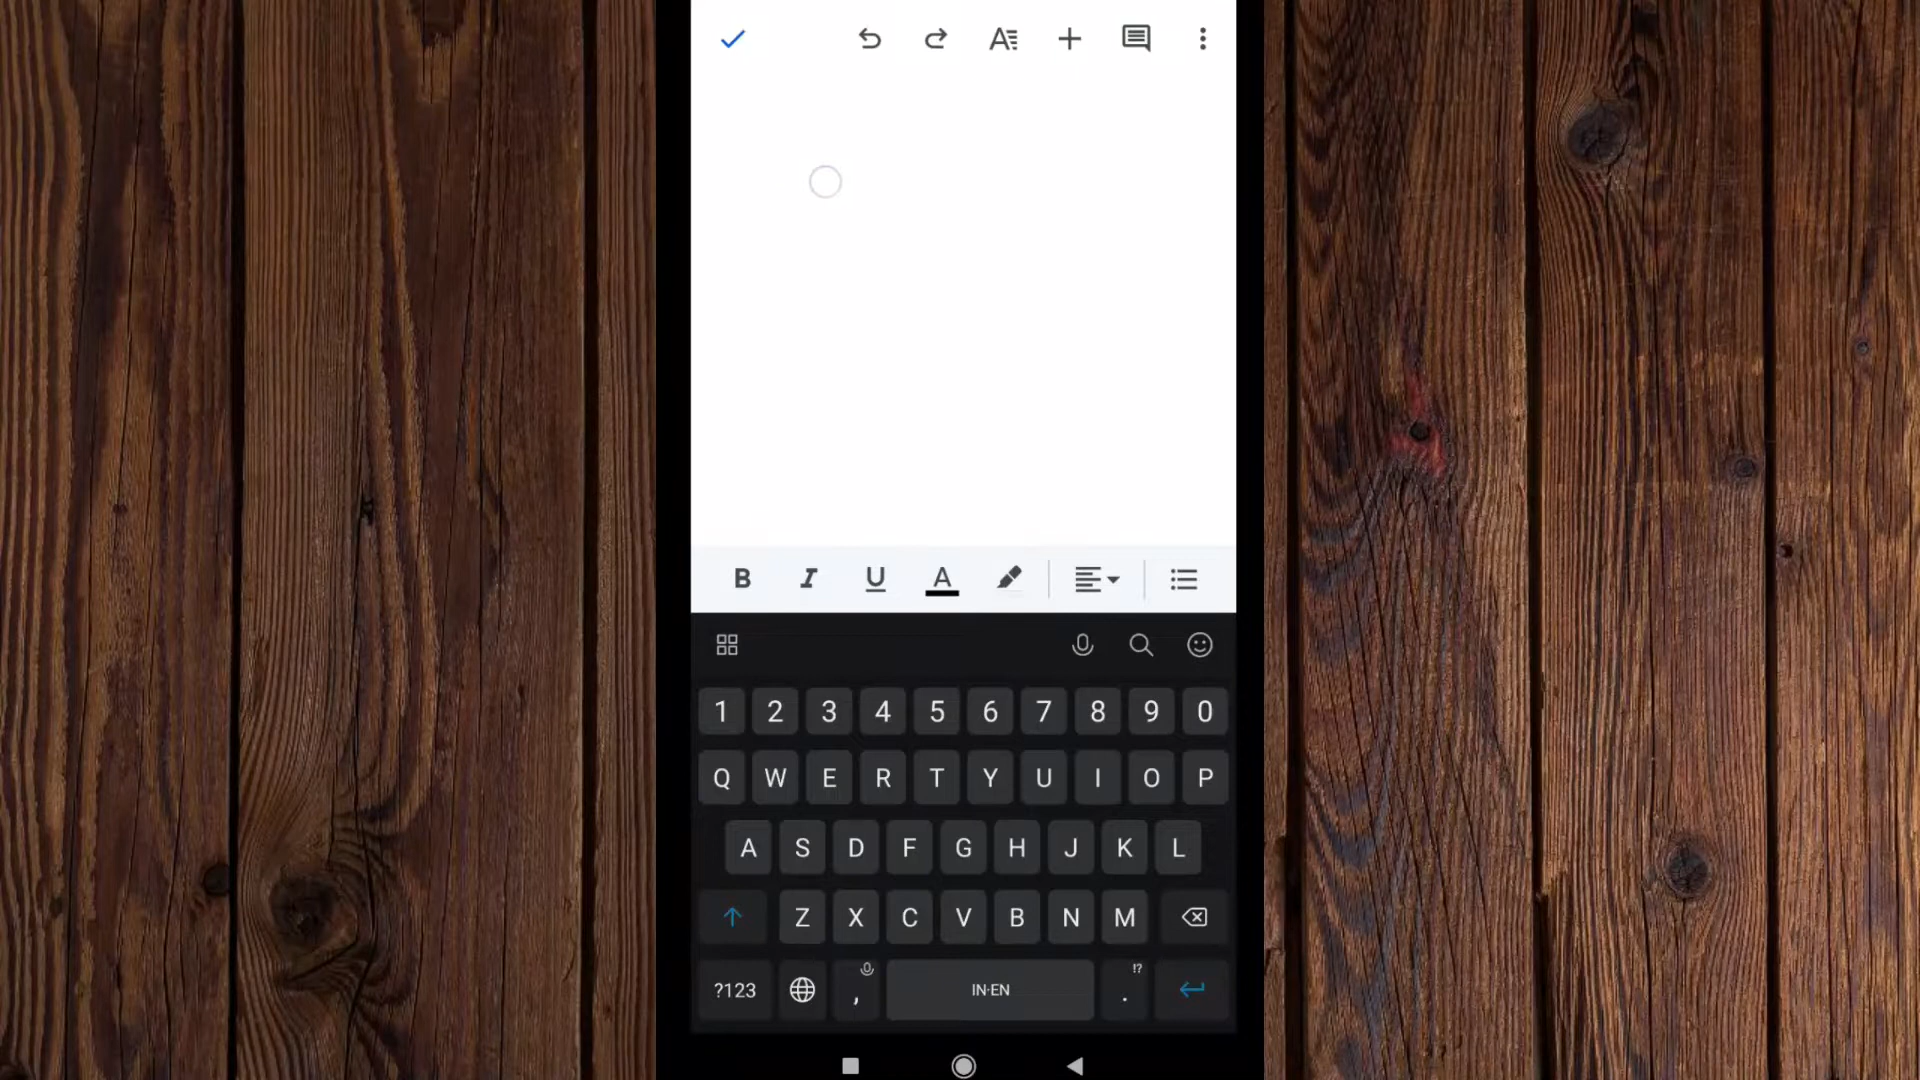 B I U A
1 2 3 4 5 6 7 8 9 0
Q W E R T Y U I O P
A S D F G H J K L
Z X C V B N M
!?
?123 , IN·EN .